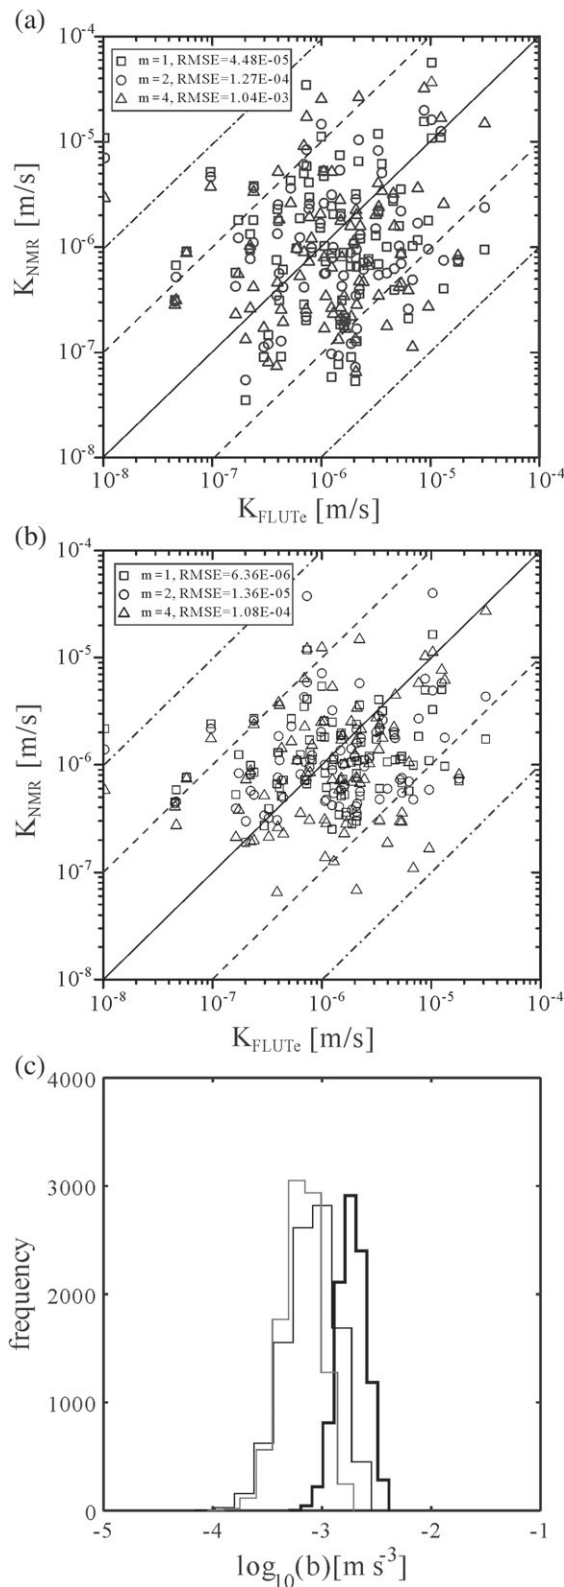 (a)
10⁻⁴
m=1, RMSE=4.48E-05
m=2, RMSE=1.27E-04
m=4, RMSE=1.04E-03
10⁻⁵
K_NMR [m/s]
10⁻⁶
10⁻⁷
10⁻⁸
10⁻⁸ 10⁻⁷ 10⁻⁶ 10⁻⁵ 10⁻⁴
K_FLUTe [m/s]
(b)
10⁻⁴
m=1, RMSE=6.36E-06
m=2, RMSE=1.36E-05
m=4, RMSE=1.08E-04
10⁻⁵
K_NMR [m/s]
10⁻⁶
10⁻⁷
10⁻⁸
10⁻⁸ 10⁻⁷ 10⁻⁶ 10⁻⁵ 10⁻⁴
K_FLUTe [m/s]
(c)
4000
3000
frequency
2000
1000
0
-5 -4 -3 -2 -1
log₁₀(b)[m s⁻³]